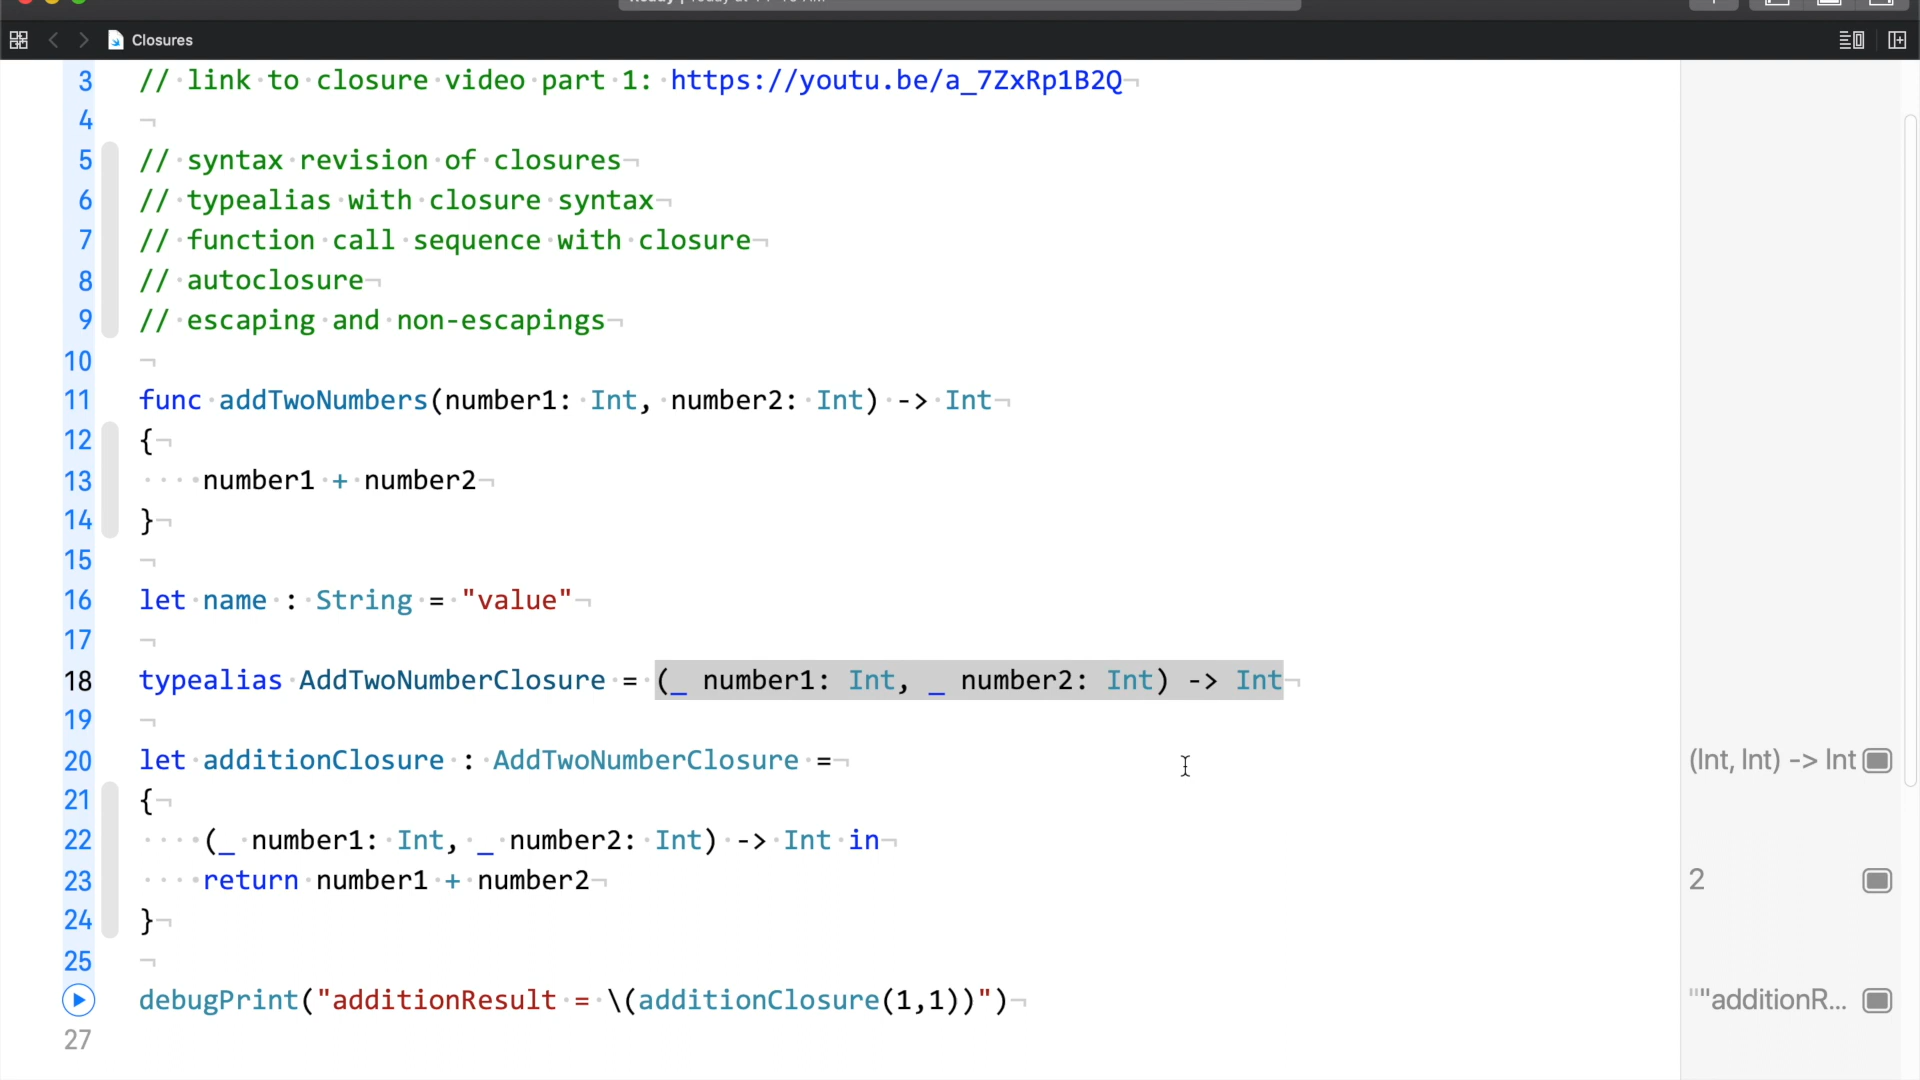 Closures
3 // link to closure video part 1: https://youtu.be/a_7ZxRp1B2Q
4
5 // syntax revision of closures
6 // typealias with closure syntax
7 // function call sequence with closure
8 // autoclosure
9 // escaping and non-escapings
10
11 func addTwoNumbers(number1: Int, number2: Int) -> Int
12 {
13 number1 + number2
14 }
15
16 let name : String = "value"
17
18 typealias AddTwoNumberClosure = (_ number1: Int, _ number2: Int) -> Int
19
20 let additionClosure : AddTwoNumberClosure = (Int, Int) -> Int
21 {
22 (_ number1: Int, _ number2: Int) -> Int in
23 return number1 + number2 2
24 }
25
debugPrint("additionResult = \(additionClosure(1,1))") ""additionR...
27